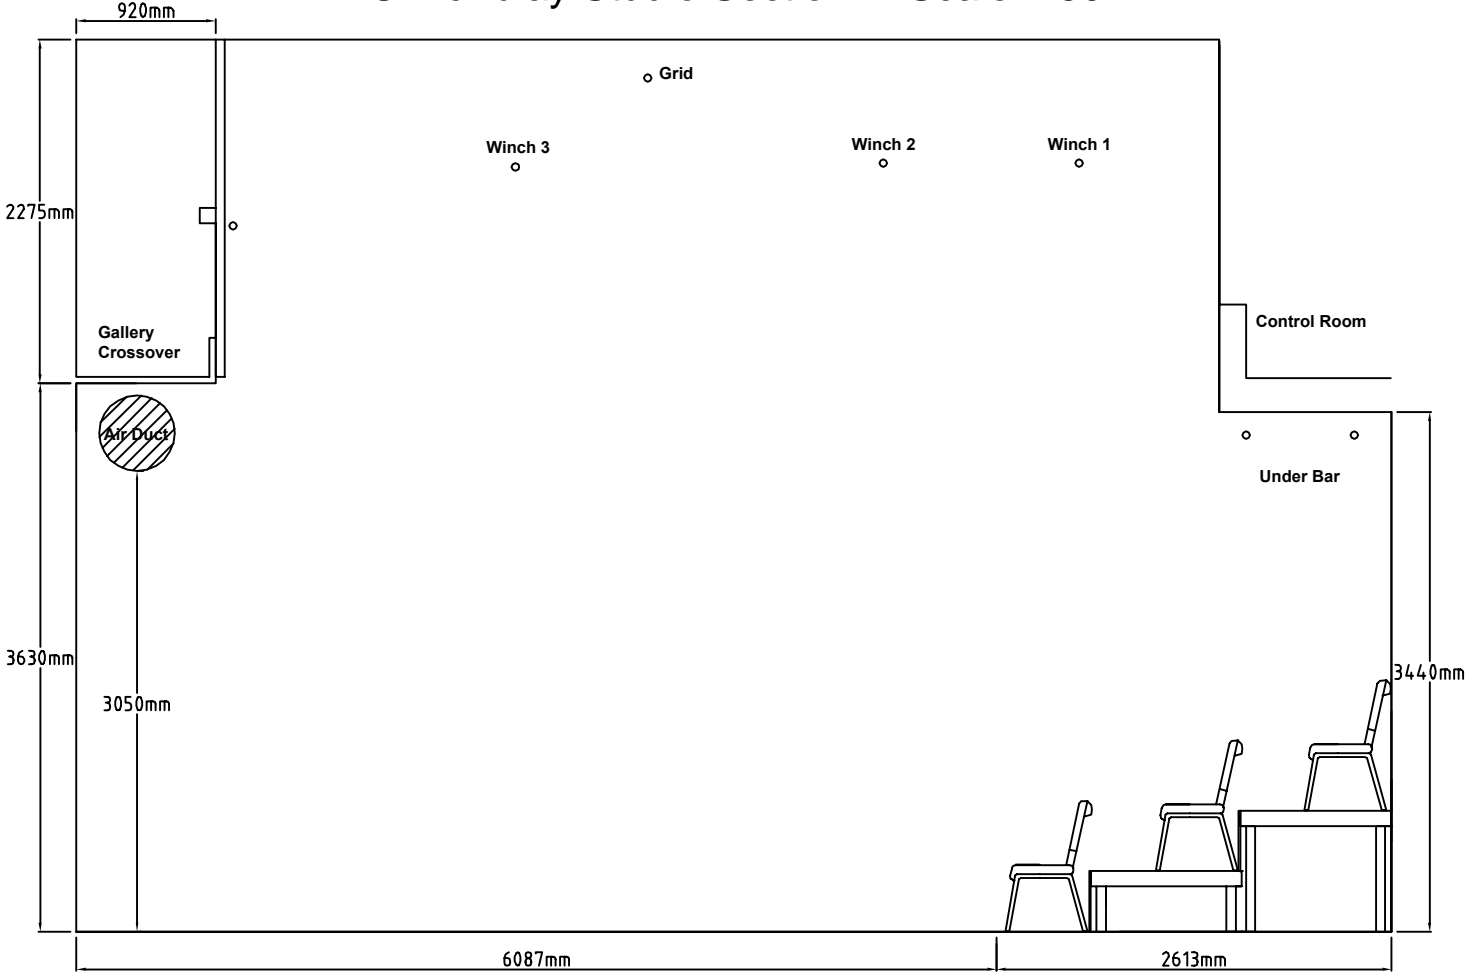 920mm
Grid
Winch 3
Winch 2
Winch 1
2275mm
Gallery
Crossover
Control Room
Air Duct
Under Bar
3630mm
3050mm
3440mm
6087mm
2613mm